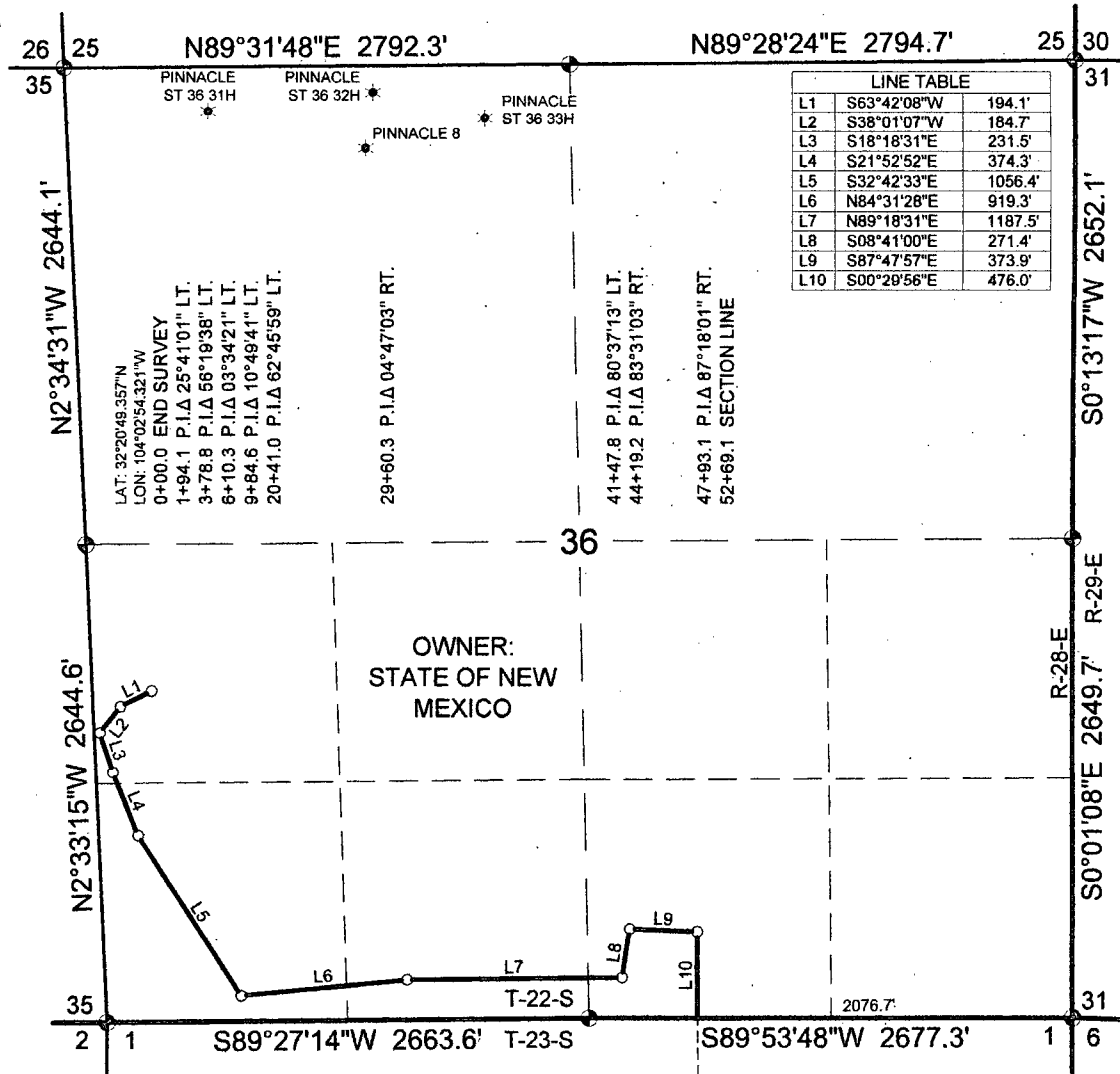 26 25
N89°31'48"E 2792.3'
N89°28'24"E 2794.7'
25 30
35
31
PINNACLE
ST 36 31H
PINNACLE
ST 36 32H
PINNACLE
ST 36 33H
PINNACLE 8
LINE TABLE
L1 S63°42'08"W 194.1'
L2 S38°01'07"W 184.7'
L3 S18°18'31"E 231.5'
L4 S21°52'52"E 374.3'
L5 S32°42'33"E 1056.4'
L6 N84°31'28"E 919.3'
L7 N89°18'31"E 1187.5'
L8 S08°41'00"E 271.4'
L9 S87°47'57"E 373.9'
L10 S00°29'56"E 476.0'
N2°34'31"W 2644.1'
S0°13'17"W 2652.1'
LAT: 32°20'49.357"N
LON: 104°02'54.321"W
0+00.0 END SURVEY
1+94.1 P.I.Δ 25°41'01" LT.
3+78.8 P.I.Δ 56°19'38" LT.
6+10.3 P.I.Δ 03°34'21" LT.
9+84.6 P.I.Δ 10°49'41" LT.
20+41.0 P.I.Δ 62°45'59" LT.
29+60.3 P.I.Δ 04°47'03" RT.
41+47.8 P.I.Δ 80°37'13" LT.
44+19.2 P.I.Δ 83°31'03" RT.
47+93.1 P.I.Δ 87°18'01" RT.
52+69.1 SECTION LINE
36
OWNER:
STATE OF NEW
MEXICO
R-28-E
R-29-E
N2°33'15"W 2644.6'
S0°01'08"E 2649.7'
L1
L2
L3
L4
L5
L6
L7
L8
L9
L10
35
T-22-S
2076.7'
31
2 1
S89°27'14"W 2663.6'
T-23-S
S89°53'48"W 2677.3'
1 6